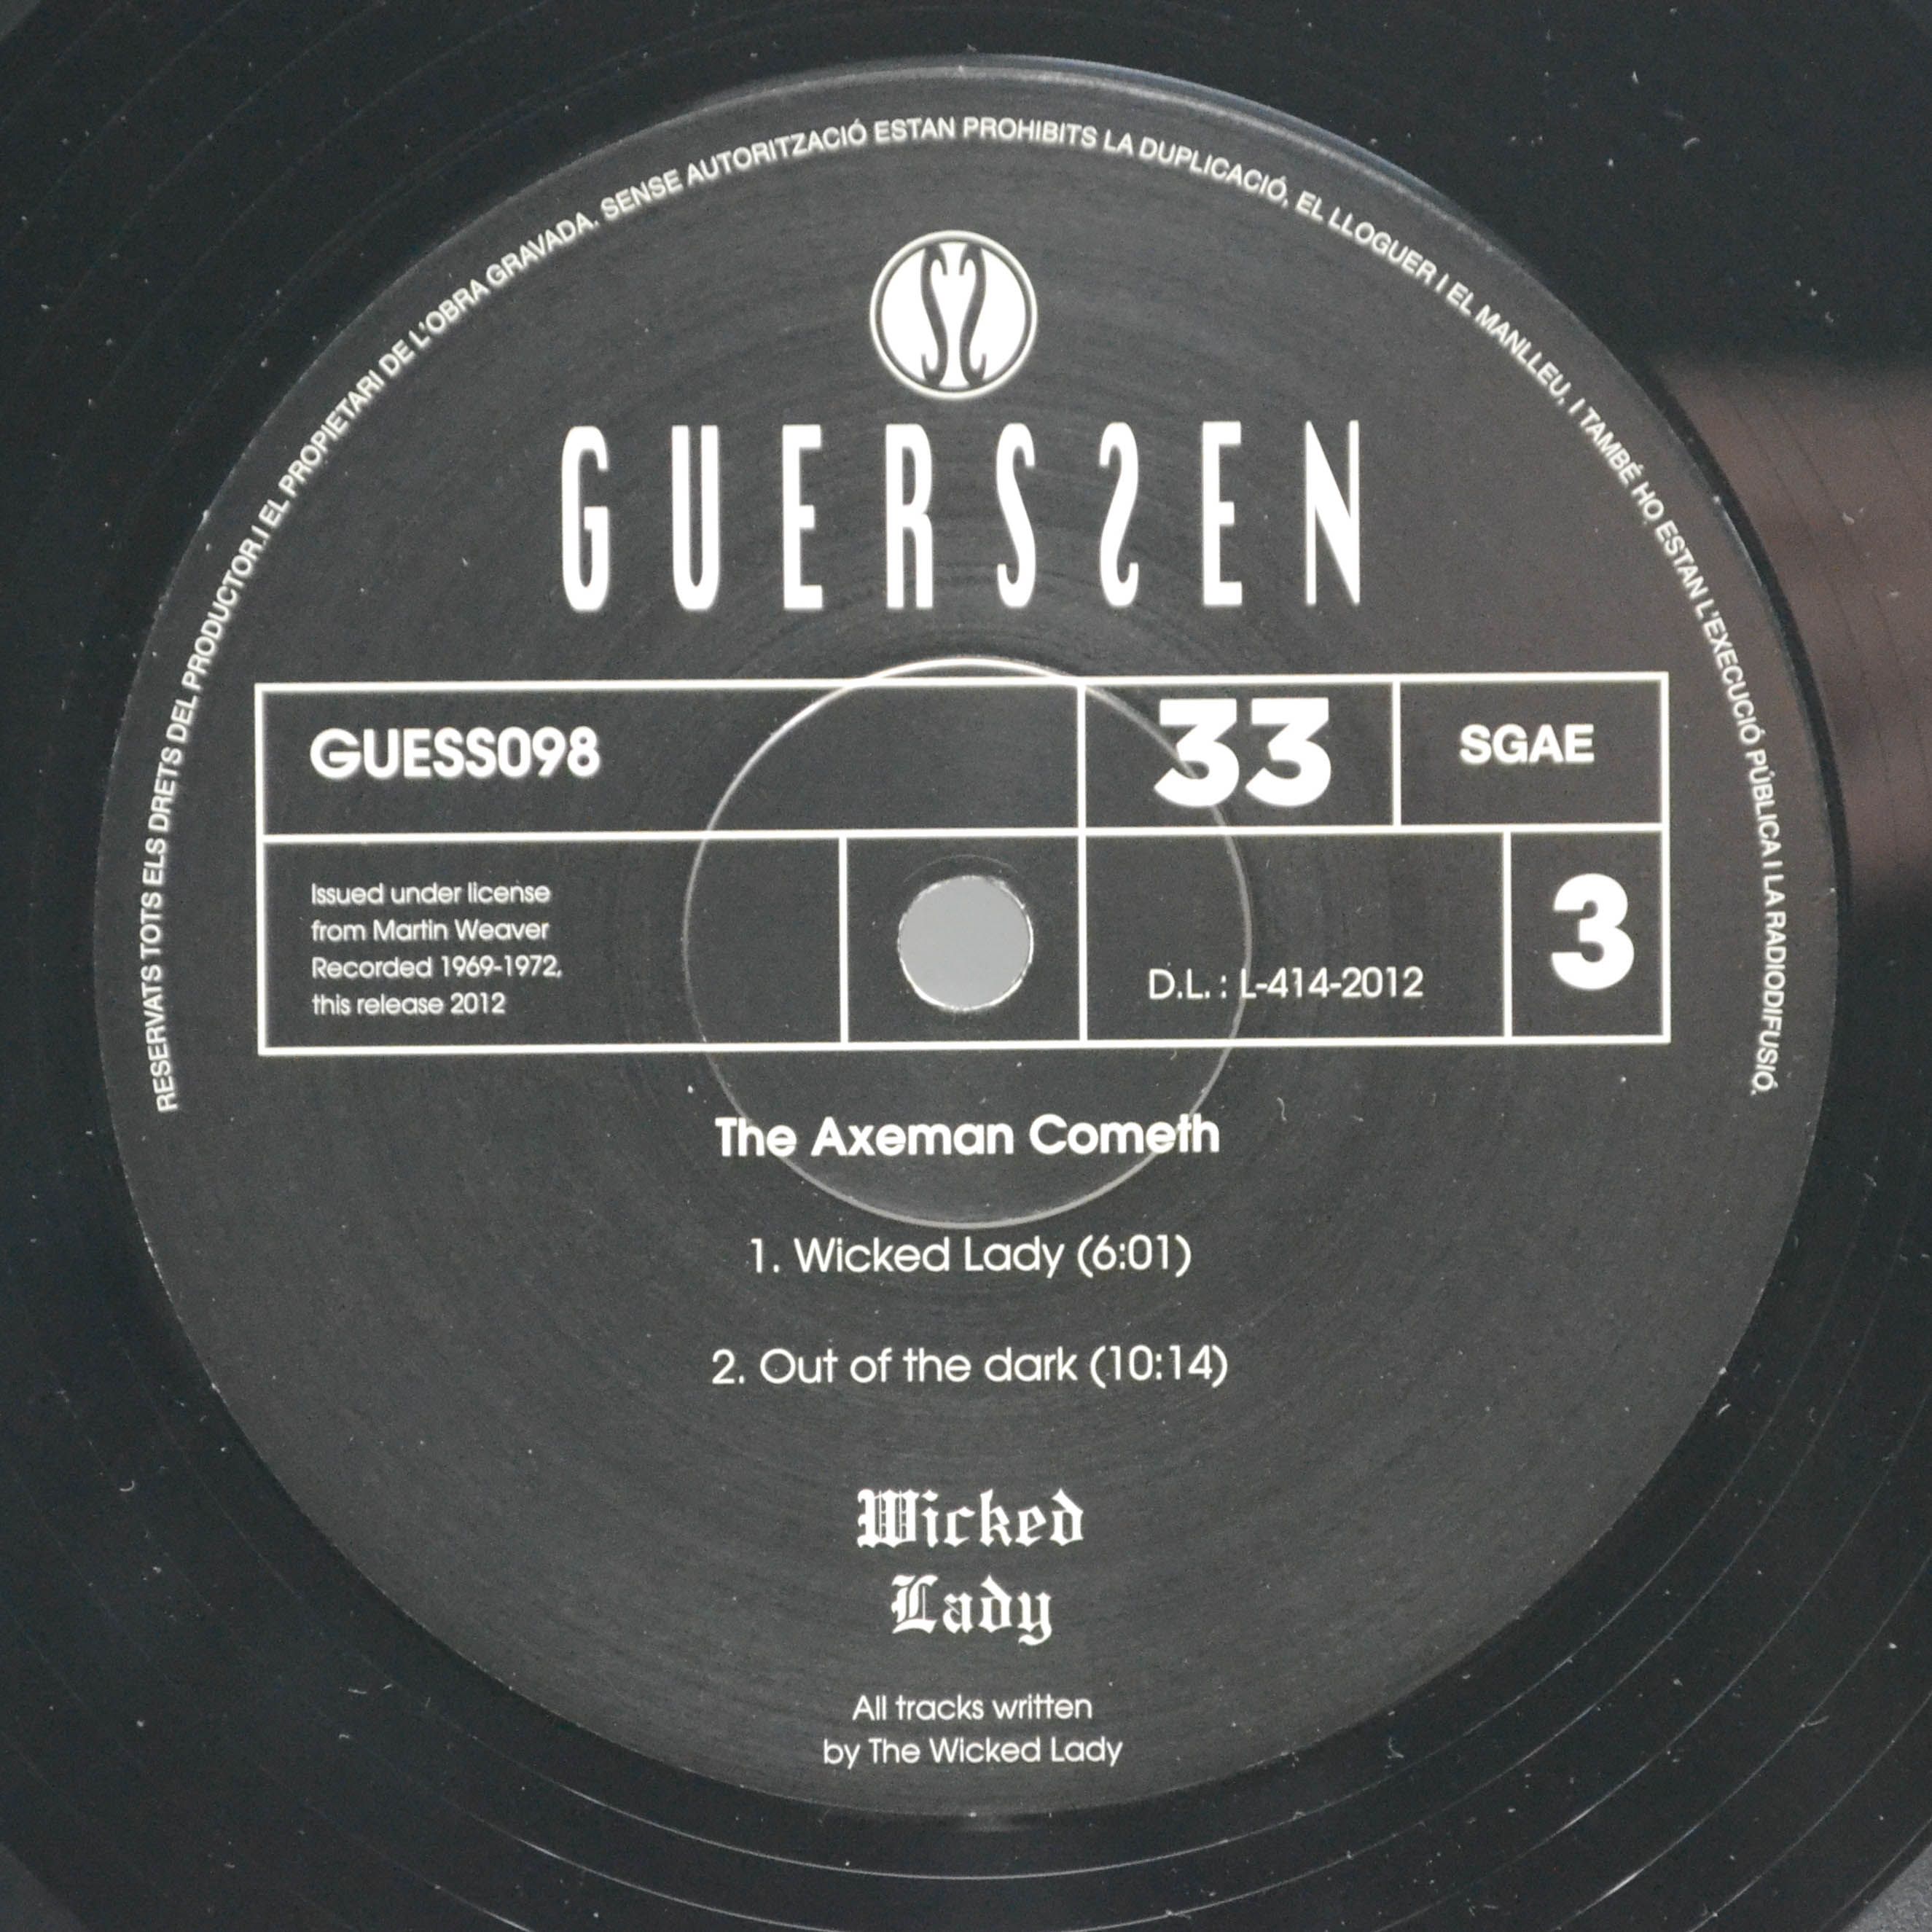 RESERVATS TOTS ELS DRETS DEL PRODUCTOR I EL PROPIETARI DE L'OBRA GRAVADA. SENSE AUTORITZACIÓ ESTAN PROHIBITS LA DUPLICACIÓ, EL LLOGUER I EL MANLLEU, I TAMBÉ HO ESTAN L'EXECUCIÓ PÚBLICA I LA RADIODIFUSIÓ.
GUERSSEN
GUESS098
33
SGAE
Issued under license
from Martin Weaver
Recorded 1969-1972,
this release 2012
D.L. : L-414-2012
3
The Axeman Cometh
1. Wicked Lady (6:01)
2. Out of the dark (10:14)
Wicked
Lady
All tracks written
by The Wicked Lady